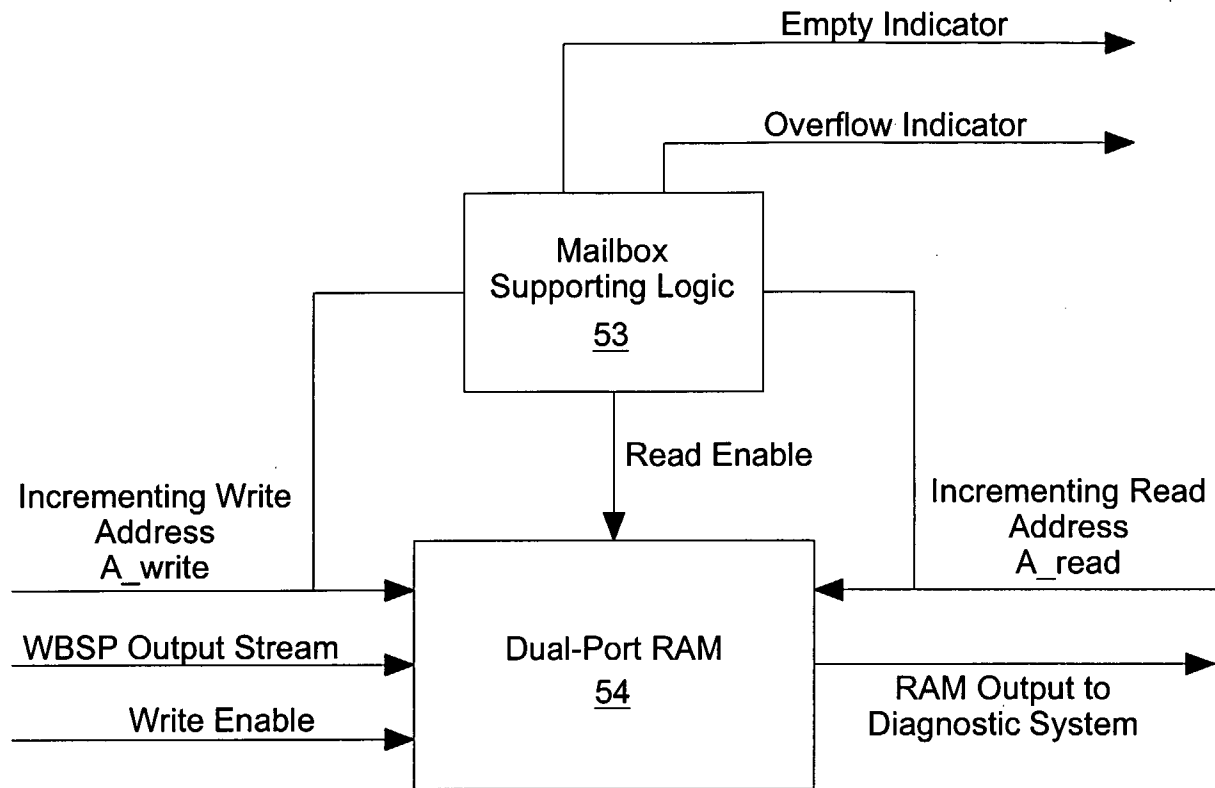 Empty Indicator
Overflow Indicator
Mailbox
Supporting Logic
53
Read Enable
Incrementing Write
Address
A_write
Incrementing Read
Address
A_read
WBSP Output Stream
Write Enable
Dual-Port RAM
54
RAM Output to
Diagnostic System